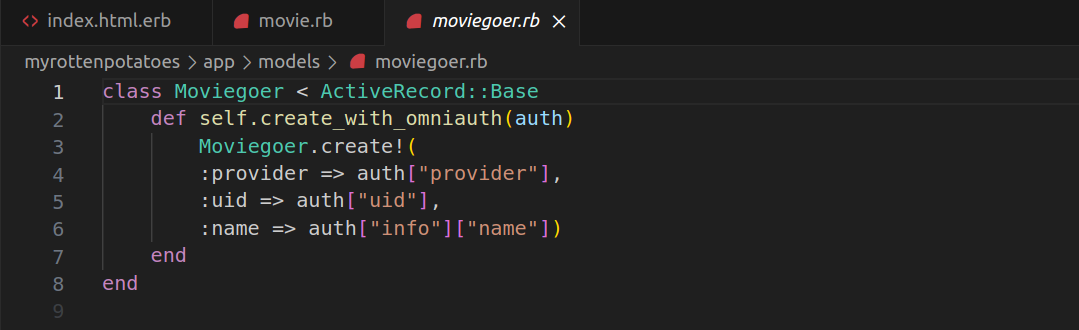 <> index.html.erb movie.rb moviegoer.rb ×
myrottenpotatoes > app > models > moviegoer.rb
1 class Moviegoer < ActiveRecord::Base
2     def self.create_with_omniauth(auth)
3         Moviegoer.create!(
4         :provider => auth["provider"],
5         :uid => auth["uid"],
6         :name => auth["info"]["name"])
7     end
8 end
9